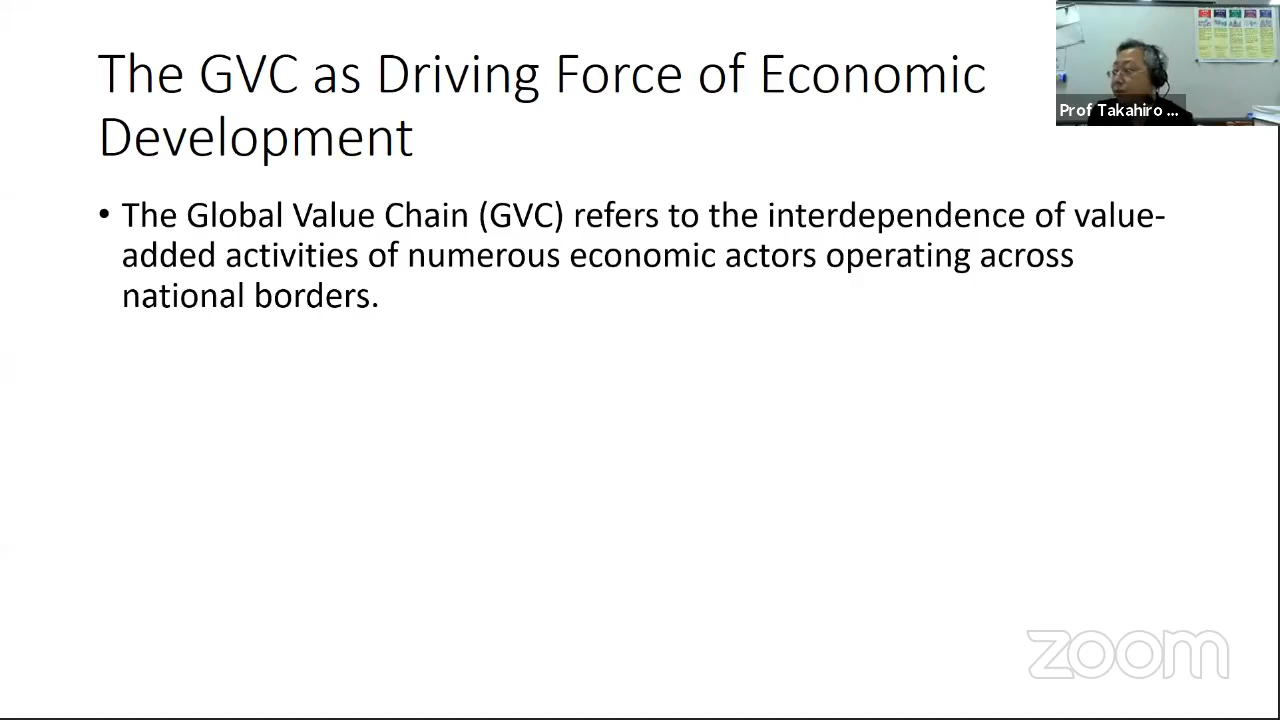 The GVC as Driving Force of Economic
Development
Prof Takahiro ...
• The Global Value Chain (GVC) refers to the interdependence of value-
added activities of numerous economic actors operating across
national borders.
zoom